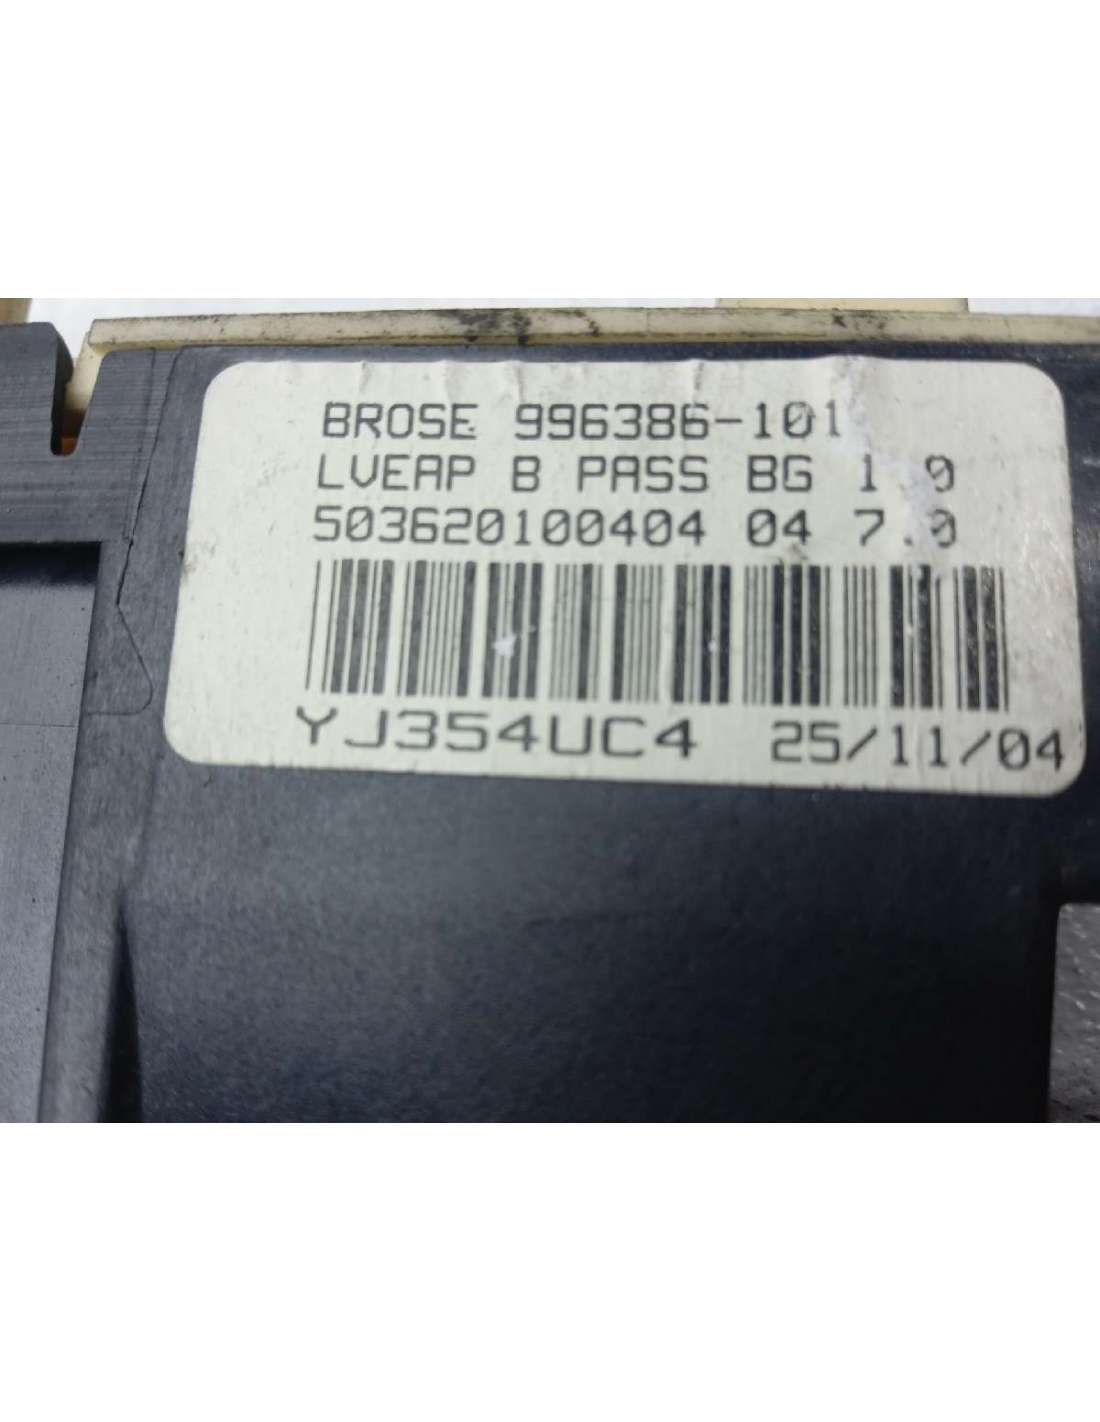 BROSE 996386-101
LVEAP B PASS BG 1.0
503620100404 04 7.0
YJ354UC4 25/11/04